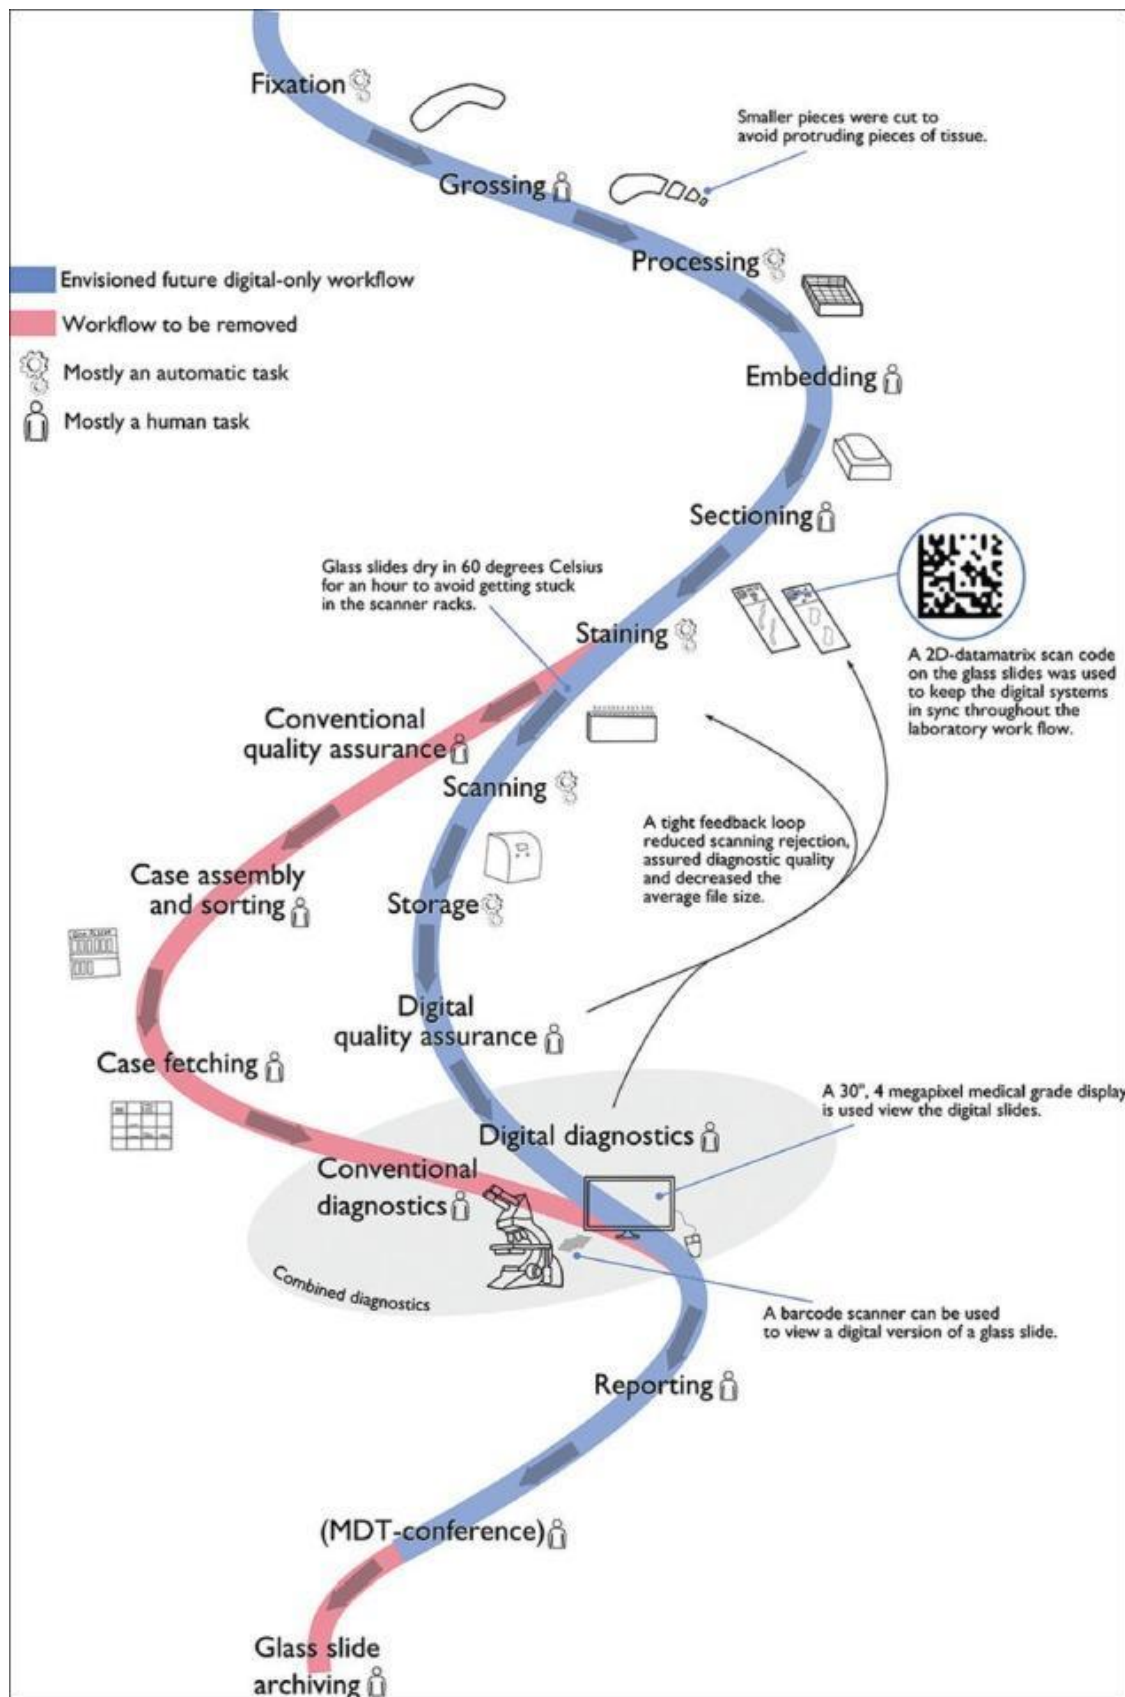 Fixation
Smaller pieces were cut to
avoid protruding pieces of tissue.
Grossing
Processing
Envisioned future digital-only workflow
Workflow to be removed
Mostly an automatic task
Mostly a human task
Embedding
Sectioning
Glass slides dry in 60 degrees Celsius
for an hour to avoid getting stuck
in the scanner racks.
Staining
A 2D-datamatrix scan code
on the glass slides was used
to keep the digital systems
in sync throughout the
laboratory work flow.
Conventional
quality assurance
Scanning
A tight feedback loop
reduced scanning rejection,
assured diagnostic quality
and decreased the
average file size.
Case assembly
and sorting
Storage
Digital
quality assurance
Case fetching
A 30", 4 megapixel medical grade display
is used view the digital slides.
Digital diagnostics
Conventional
diagnostics
Combined diagnostics
A barcode scanner can be used
to view a digital version of a glass slide.
Reporting
(MDT-conference)
Glass slide
archiving